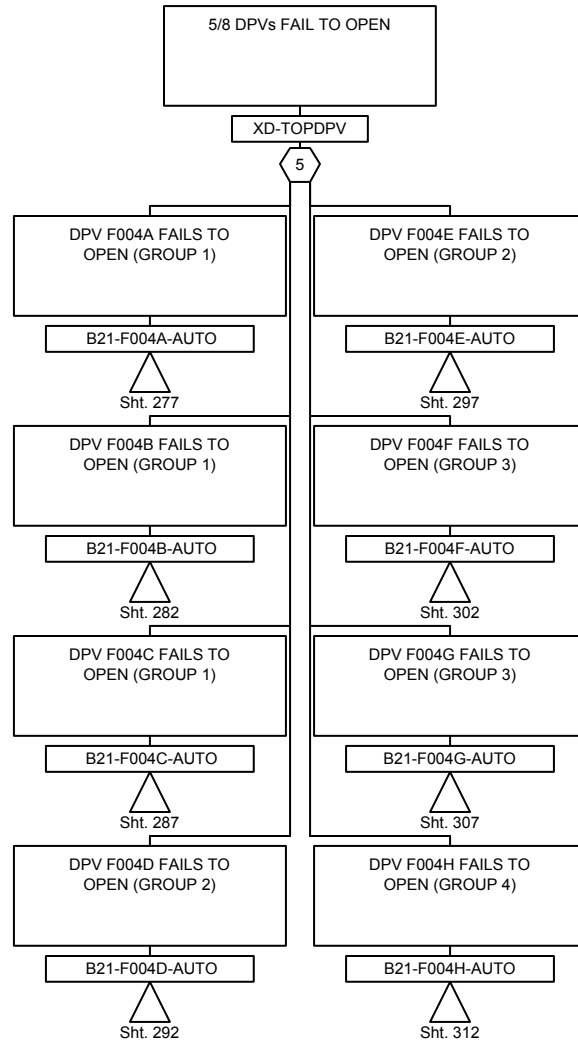 5/8 DPVs FAIL TO OPEN
XD-TOPDPV
5
DPV F004A FAILS TO
OPEN (GROUP 1)
B21-F004A-AUTO
Sht. 277
DPV F004E FAILS TO
OPEN (GROUP 2)
B21-F004E-AUTO
Sht. 297
DPV F004B FAILS TO
OPEN (GROUP 1)
B21-F004B-AUTO
Sht. 282
DPV F004F FAILS TO
OPEN (GROUP 3)
B21-F004F-AUTO
Sht. 302
DPV F004C FAILS TO
OPEN (GROUP 1)
B21-F004C-AUTO
Sht. 287
DPV F004G FAILS TO
OPEN (GROUP 3)
B21-F004G-AUTO
Sht. 307
DPV F004D FAILS TO
OPEN (GROUP 2)
B21-F004D-AUTO
Sht. 292
DPV F004H FAILS TO
OPEN (GROUP 4)
B21-F004H-AUTO
Sht. 312